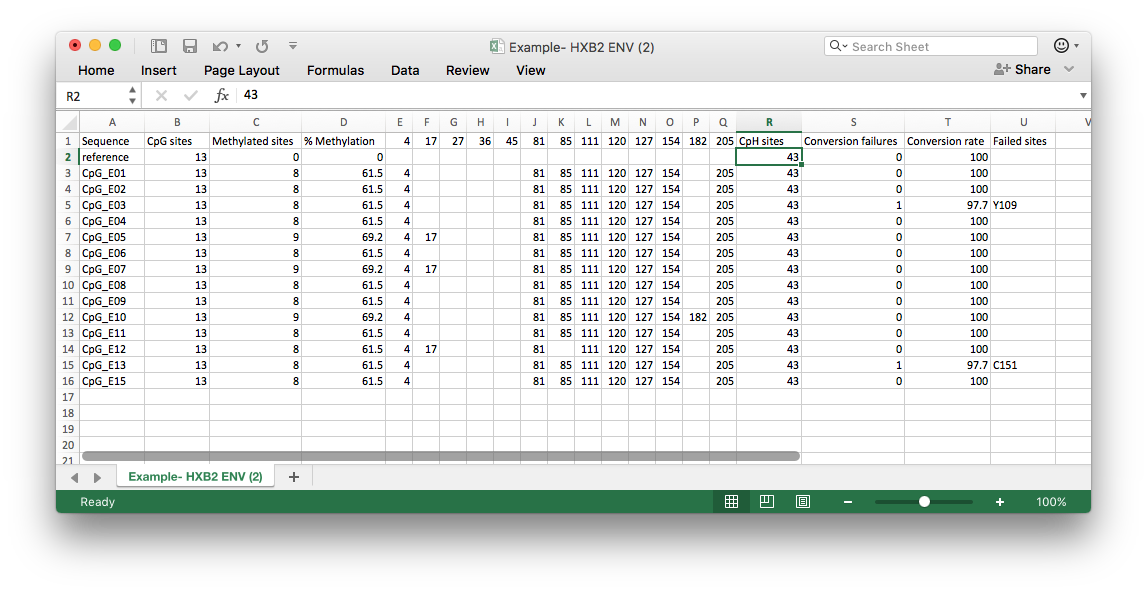 Example- HXB2 ENV (2)
Search Sheet
Home Insert Page Layout Formulas Data Review View Share
R2 fx 43
A B C D E F G H I J K L M N O P Q R S T U V
1 Sequence CpG sites Methylated sites % Methylation 4 17 27 36 45 81 85 111 120 127 154 182 205 CpH sites Conversion failures Conversion rate Failed sites
2 reference 13 0 0 43 0 100
3 CpG_E01 13 8 61.5 4 81 85 111 120 127 154 205 43 0 100
4 CpG_E02 13 8 61.5 4 81 85 111 120 127 154 205 43 0 100
5 CpG_E03 13 8 61.5 4 81 85 111 120 127 154 205 43 1 97.7 Y109
6 CpG_E04 13 8 61.5 4 81 85 111 120 127 154 205 43 0 100
7 CpG_E05 13 9 69.2 4 17 81 85 111 120 127 154 205 43 0 100
8 CpG_E06 13 8 61.5 4 81 85 111 120 127 154 205 43 0 100
9 CpG_E07 13 9 69.2 4 17 81 85 111 120 127 154 205 43 0 100
10 CpG_E08 13 8 61.5 4 81 85 111 120 127 154 205 43 0 100
11 CpG_E09 13 8 61.5 4 81 85 111 120 127 154 205 43 0 100
12 CpG_E10 13 9 69.2 4 81 85 111 120 127 154 182 205 43 0 100
13 CpG_E11 13 8 61.5 4 81 85 111 120 127 154 205 43 0 100
14 CpG_E12 13 8 61.5 4 17 81 111 120 127 154 205 43 0 100
15 CpG_E13 13 8 61.5 4 81 85 111 120 127 154 205 43 1 97.7 C151
16 CpG_E15 13 8 61.5 4 81 85 111 120 127 154 205 43 0 100
17
18
19
20
21
Example- HXB2 ENV (2)
Ready 100%